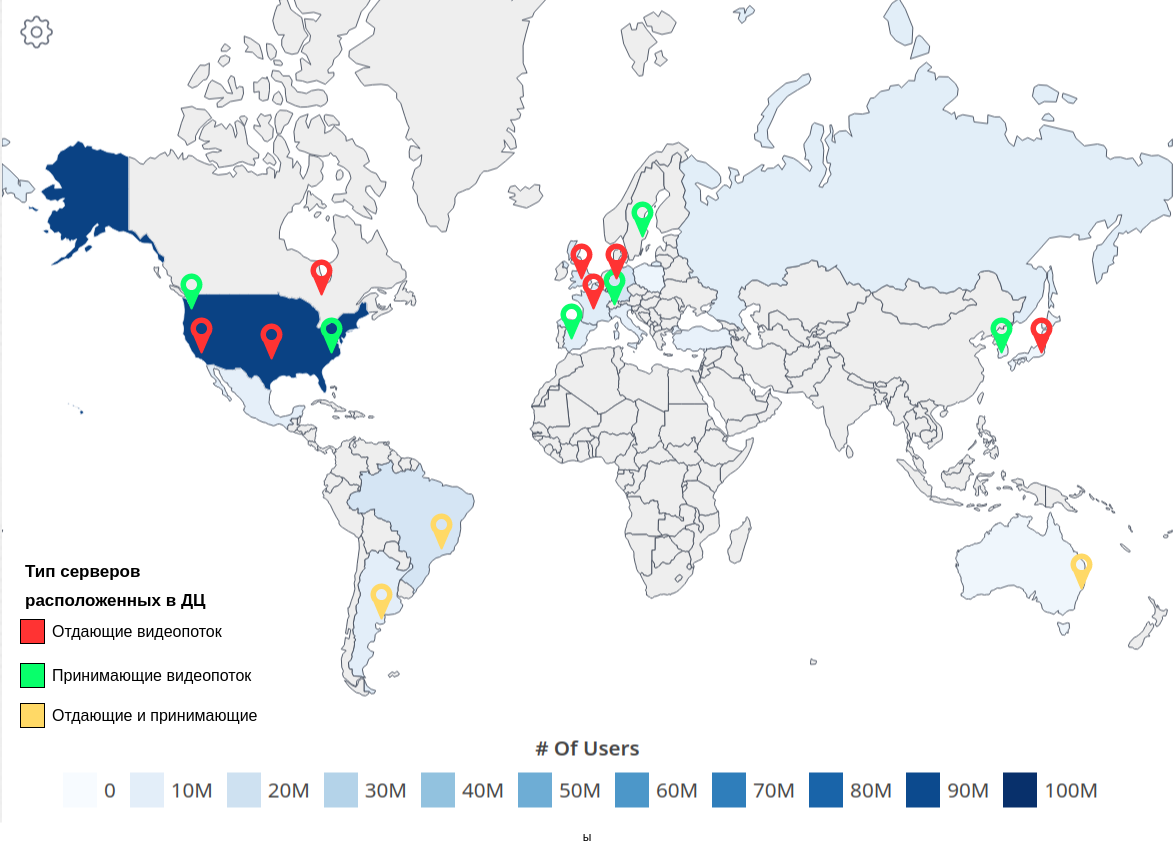 Тип серверов
расположенных в ДЦ
Отдающие видеопоток
Принимающие видеопоток
Отдающие и принимающие
# Of Users
0 10M 20M 30M 40M 50M 60M 70M 80M 90M 100M
ы